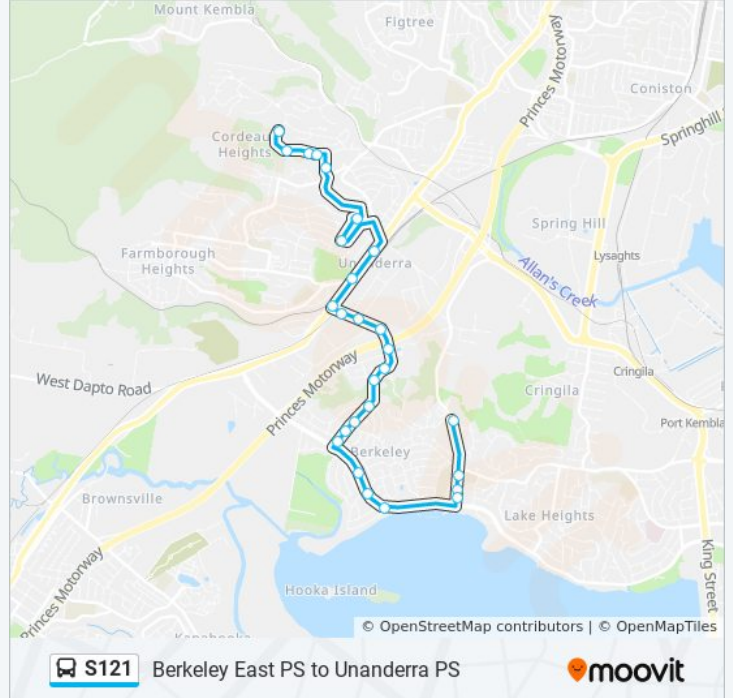 Mount Kembla
Figtree
Princes Motorway
Coniston
Springhill
Cordeaux
Heights
Spring Hill
Farmborough
Heights
Unanderra
Lysaghts
Allan's Creek
Princes Motorway
West Dapto Road
Cringila
Cringila
Port Kembla
Berkeley
Brownsville
Lake Heights
King Street
Princes Motorway
Hooka Island
Kanahooka
© OpenStreetMap contributors | © OpenMapTiles
S121 Berkeley East PS to Unanderra PS
moovit